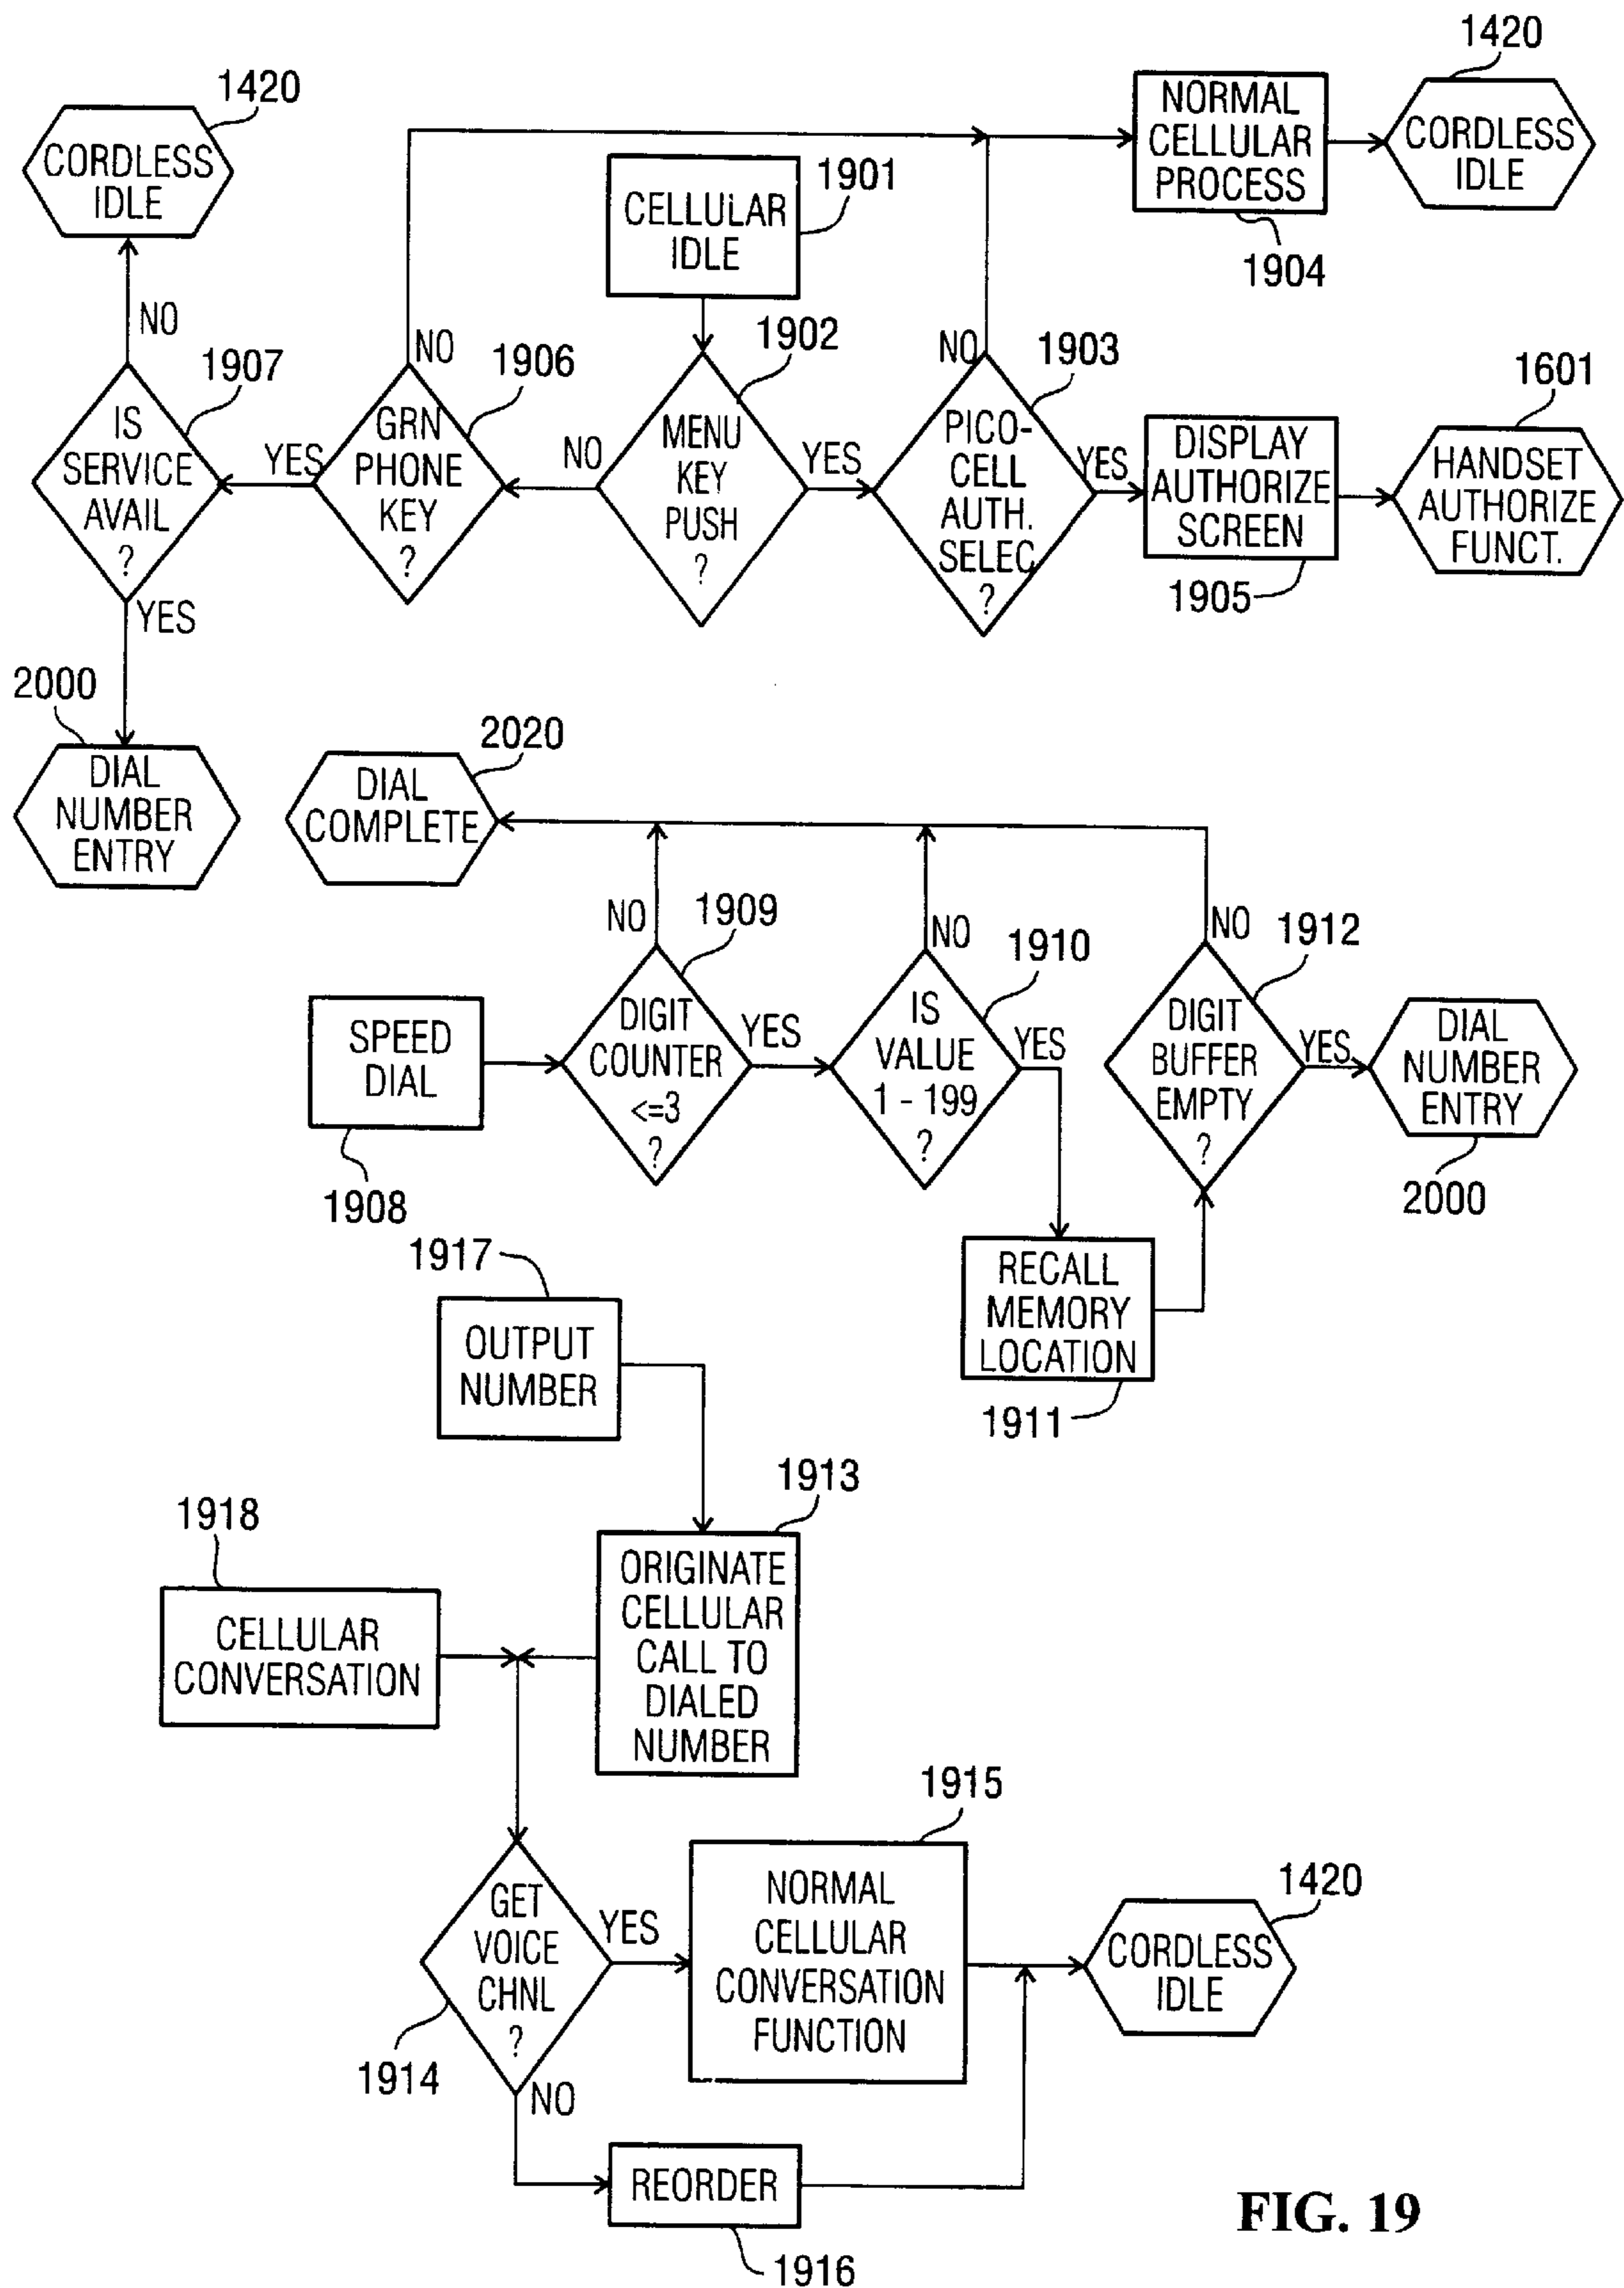 1420
CORDLESS
IDLE
NO
1907
IS
SERVICE
AVAIL
?
YES
2000
DIAL
NUMBER
ENTRY
YES
NO
1906
GRN
PHONE
KEY
?
NO
CELLULAR
IDLE
1901
1902
MENU
KEY
PUSH
?
YES
NO
1903
PICO-
CELL
AUTH.
SELEC
?
YES
NORMAL
CELLULAR
PROCESS
1904
1420
CORDLESS
IDLE
DISPLAY
AUTHORIZE
SCREEN
1905
1601
HANDSET
AUTHORIZE
FUNCT.
2020
DIAL
COMPLETE
SPEED
DIAL
1908
NO
1909
DIGIT
COUNTER
<=3
?
YES
NO
1910
IS
VALUE
1 - 199
?
YES
RECALL
MEMORY
LOCATION
1911
NO
1912
DIGIT
BUFFER
EMPTY
?
YES
DIAL
NUMBER
ENTRY
2000
1917
OUTPUT
NUMBER
1913
ORIGINATE
CELLULAR
CALL TO
DIALED
NUMBER
1918
CELLULAR
CONVERSATION
GET
VOICE
CHNL
?
1914
YES
NO
1915
NORMAL
CELLULAR
CONVERSATION
FUNCTION
1420
CORDLESS
IDLE
REORDER
1916
FIG. 19